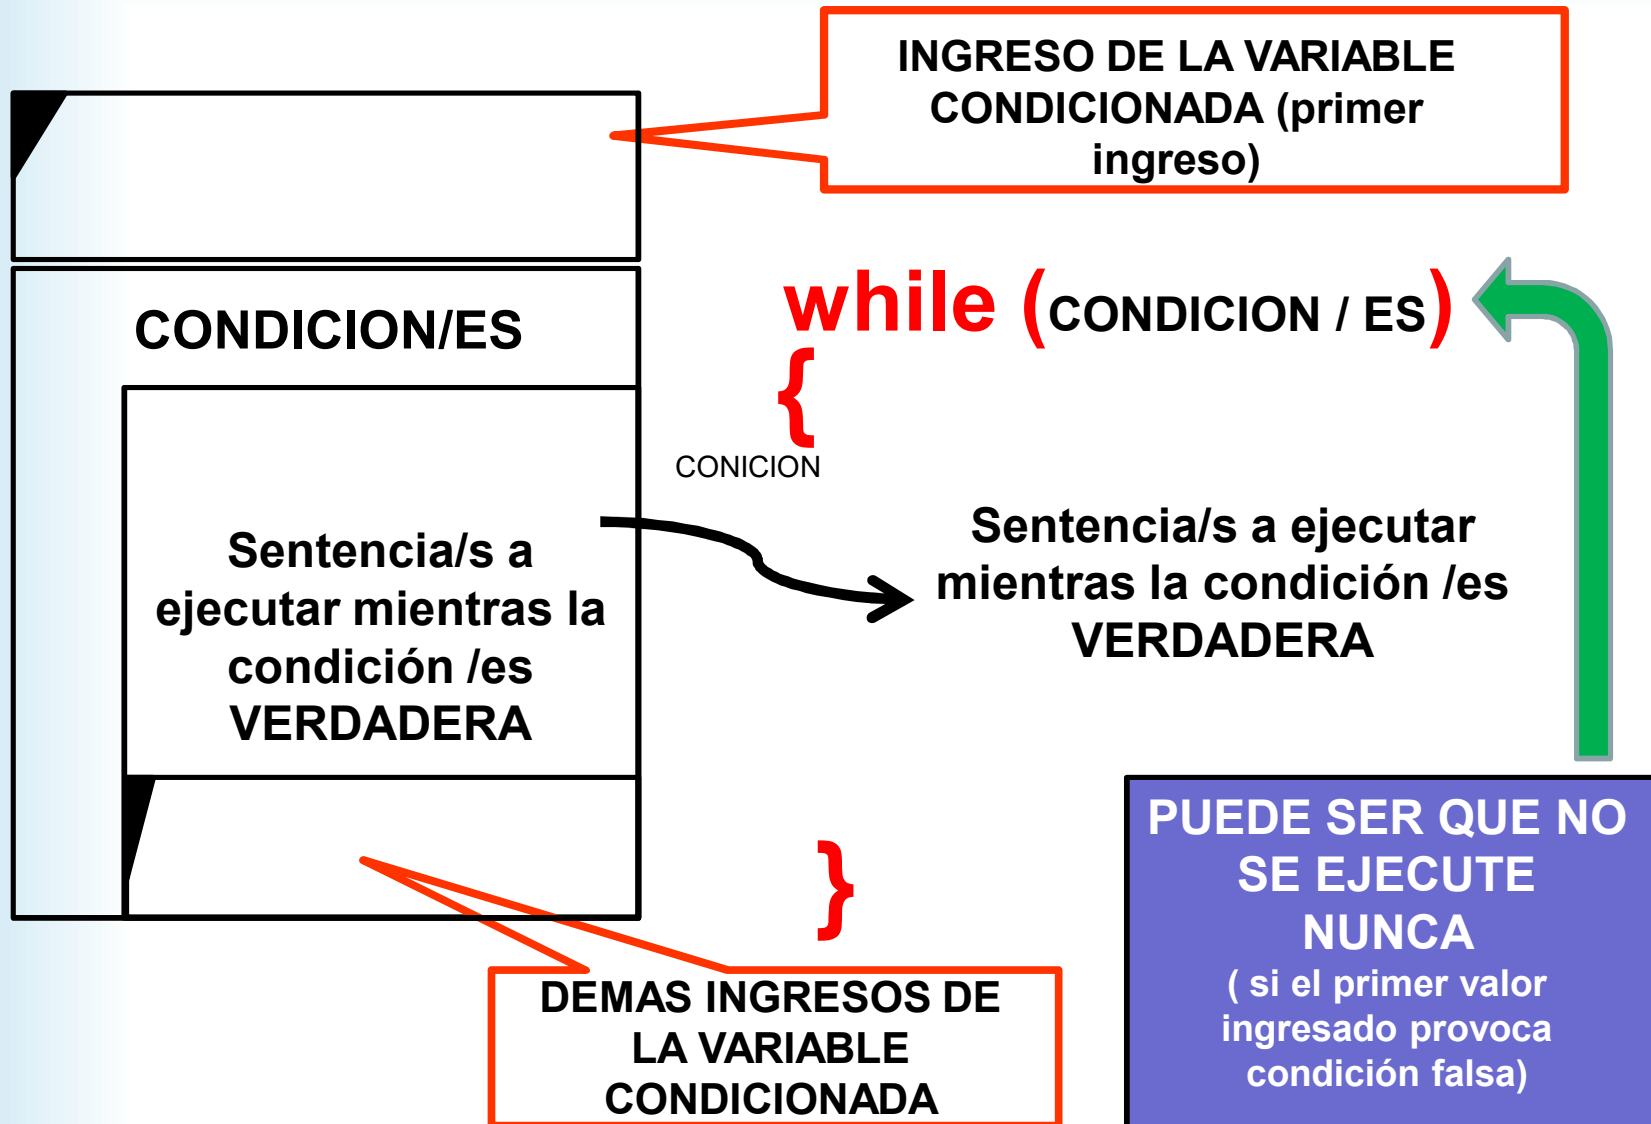 INGRESO DE LA VARIABLE
CONDICIONADA (primer
ingreso)
CONDICION/ES
while (CONDICION / ES)
{
CONICION
Sentencia/s a
ejecutar mientras la
condición /es
VERDADERA
Sentencia/s a ejecutar
mientras la condición /es
VERDADERA
}
DEMAS INGRESOS DE
LA VARIABLE
CONDICIONADA
PUEDE SER QUE NO
SE EJECUTE
NUNCA
( si el primer valor
ingresado provoca
condición falsa)